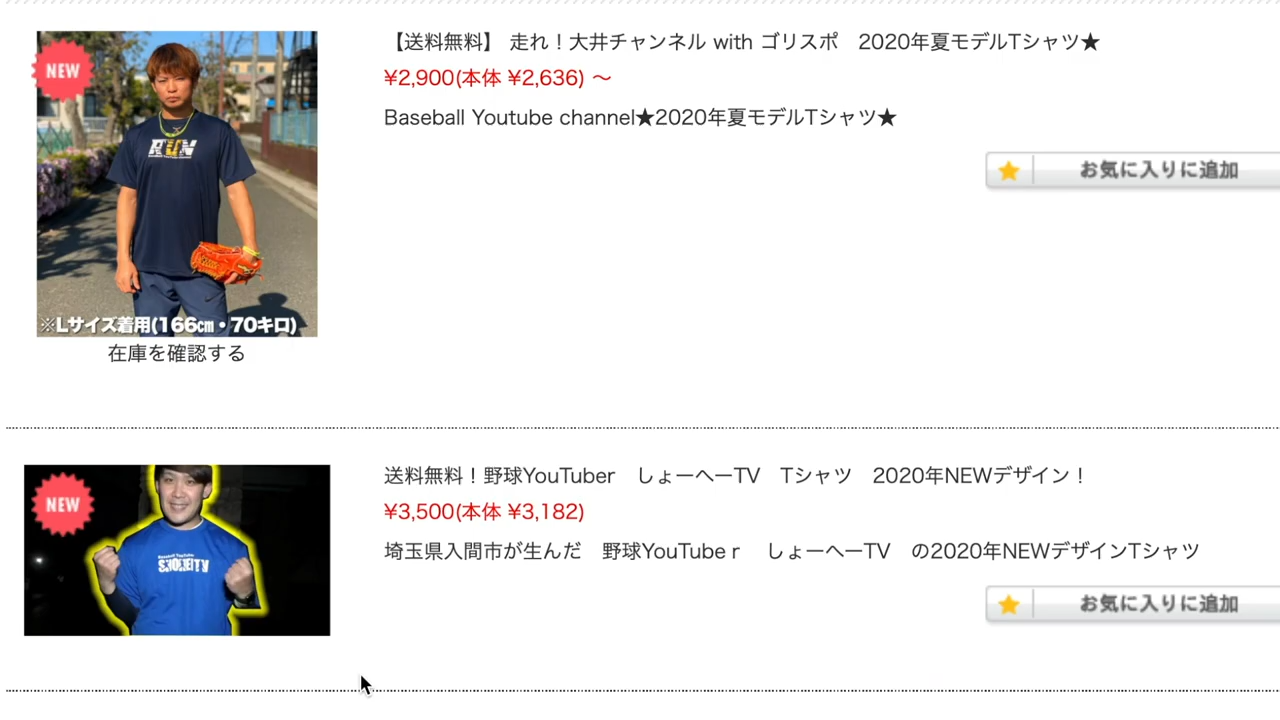 【送料無料】 走れ！大井チャンネル with ゴリスポ　2020年夏モデルTシャツ★
¥2,900(本体 ¥2,636) ～
Baseball Youtube channel★2020年夏モデルTシャツ★
お気に入りに追加
NEW
RUN
※Lサイズ着用(166㎝・70キロ)
在庫を確認する
送料無料！野球YouTuber　しょーへーTV　Tシャツ　2020年NEWデザイン！
¥3,500(本体 ¥3,182)
埼玉県入間市が生んだ　野球YouTubeｒ　しょーへーTV　の2020年NEWデザインTシャツ
お気に入りに追加
NEW
Baseball YouTuber
SHOHEITV